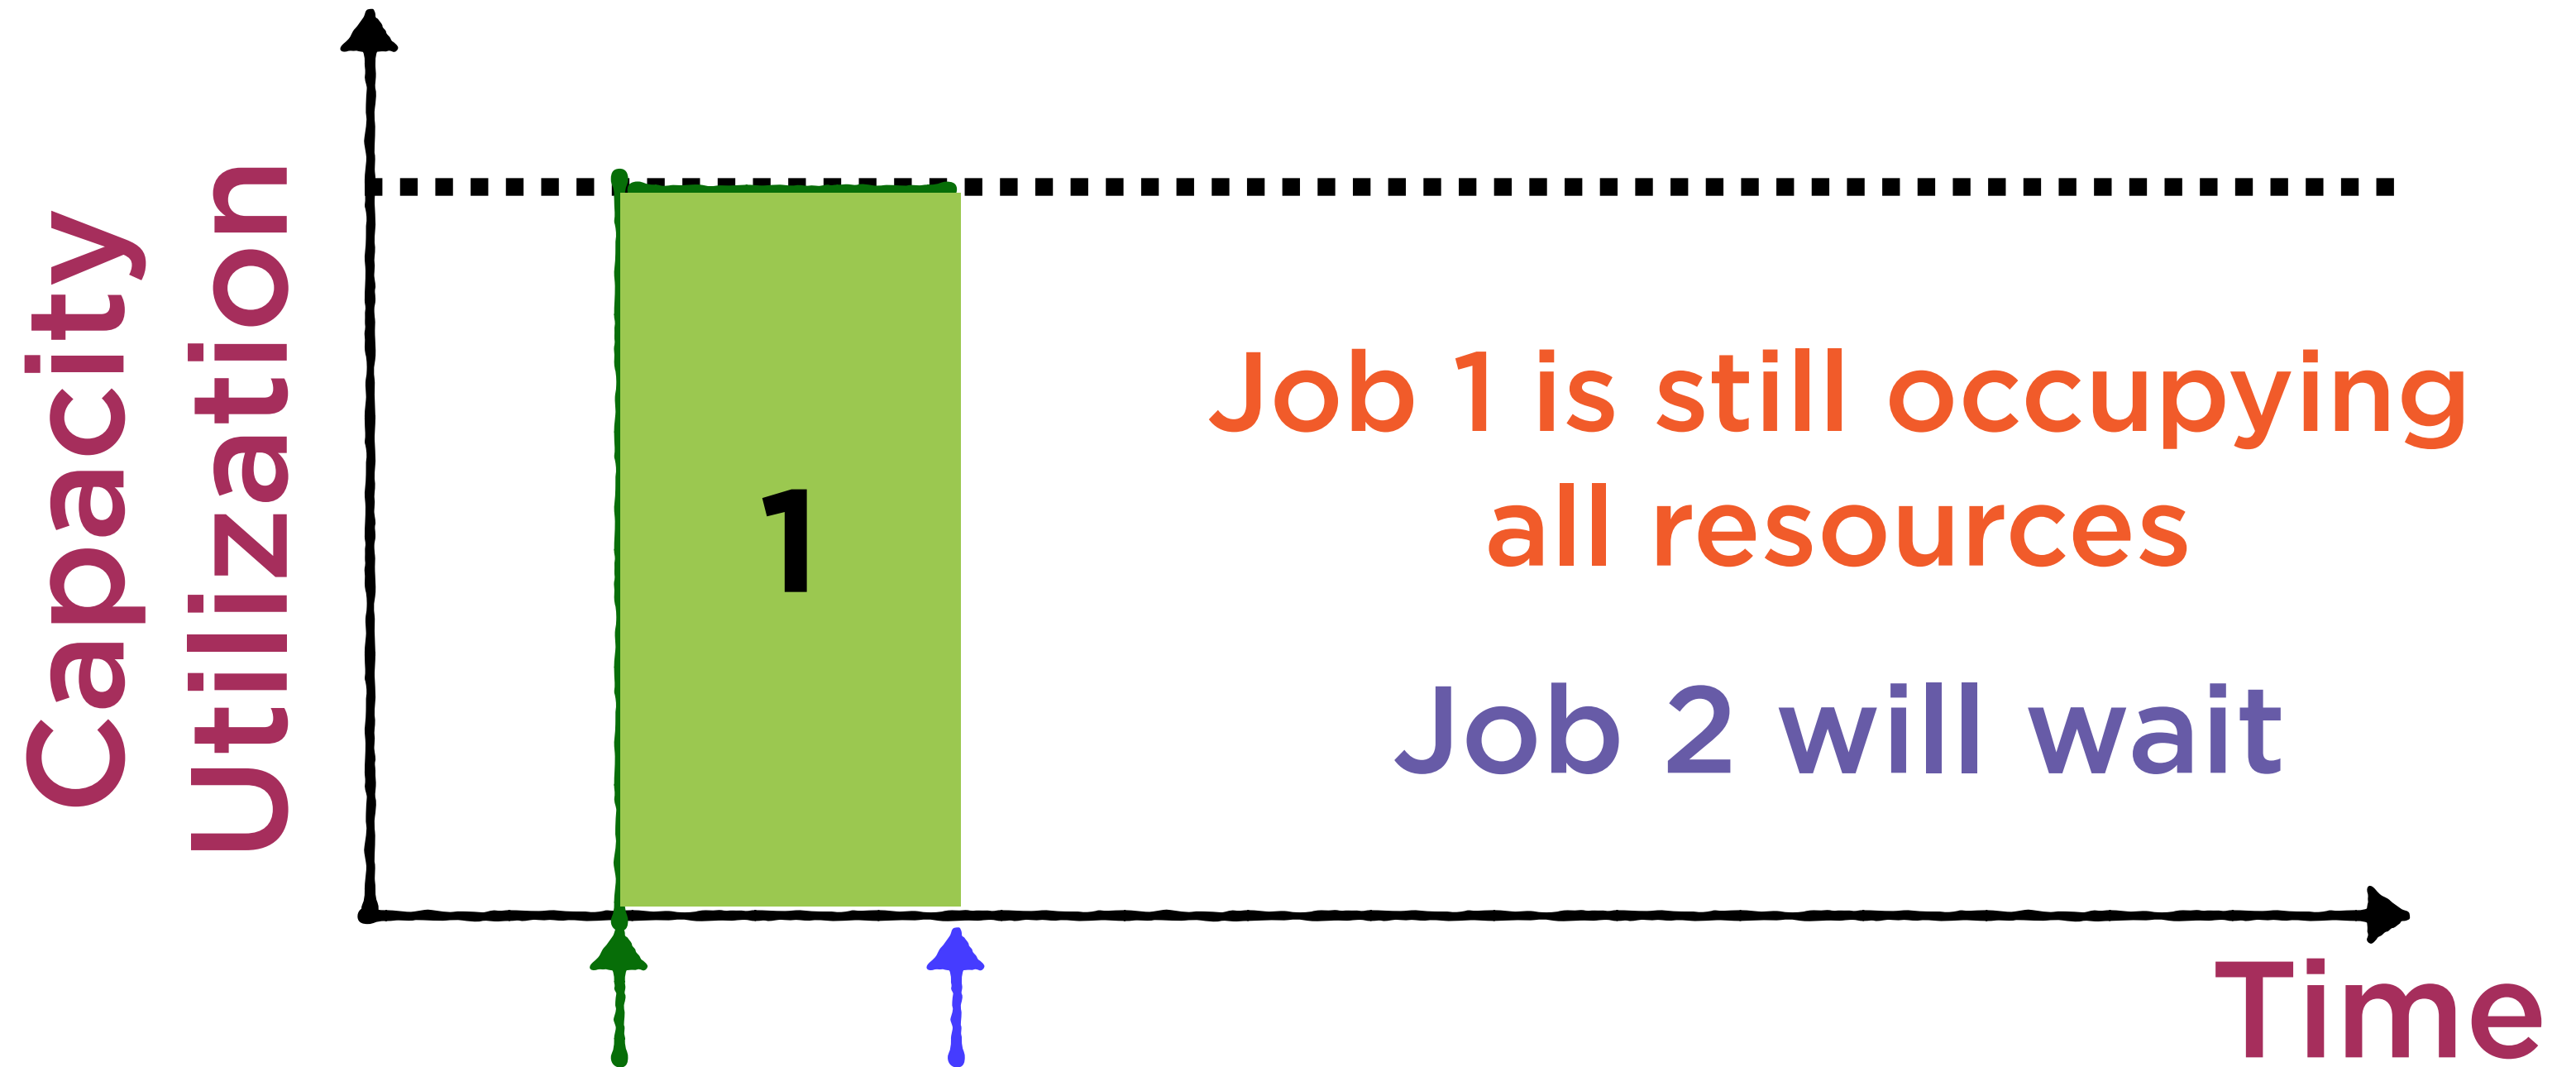 Capacity
Utilization
1
Job 1 is still occupying
all resources
Job 2 will wait
Time